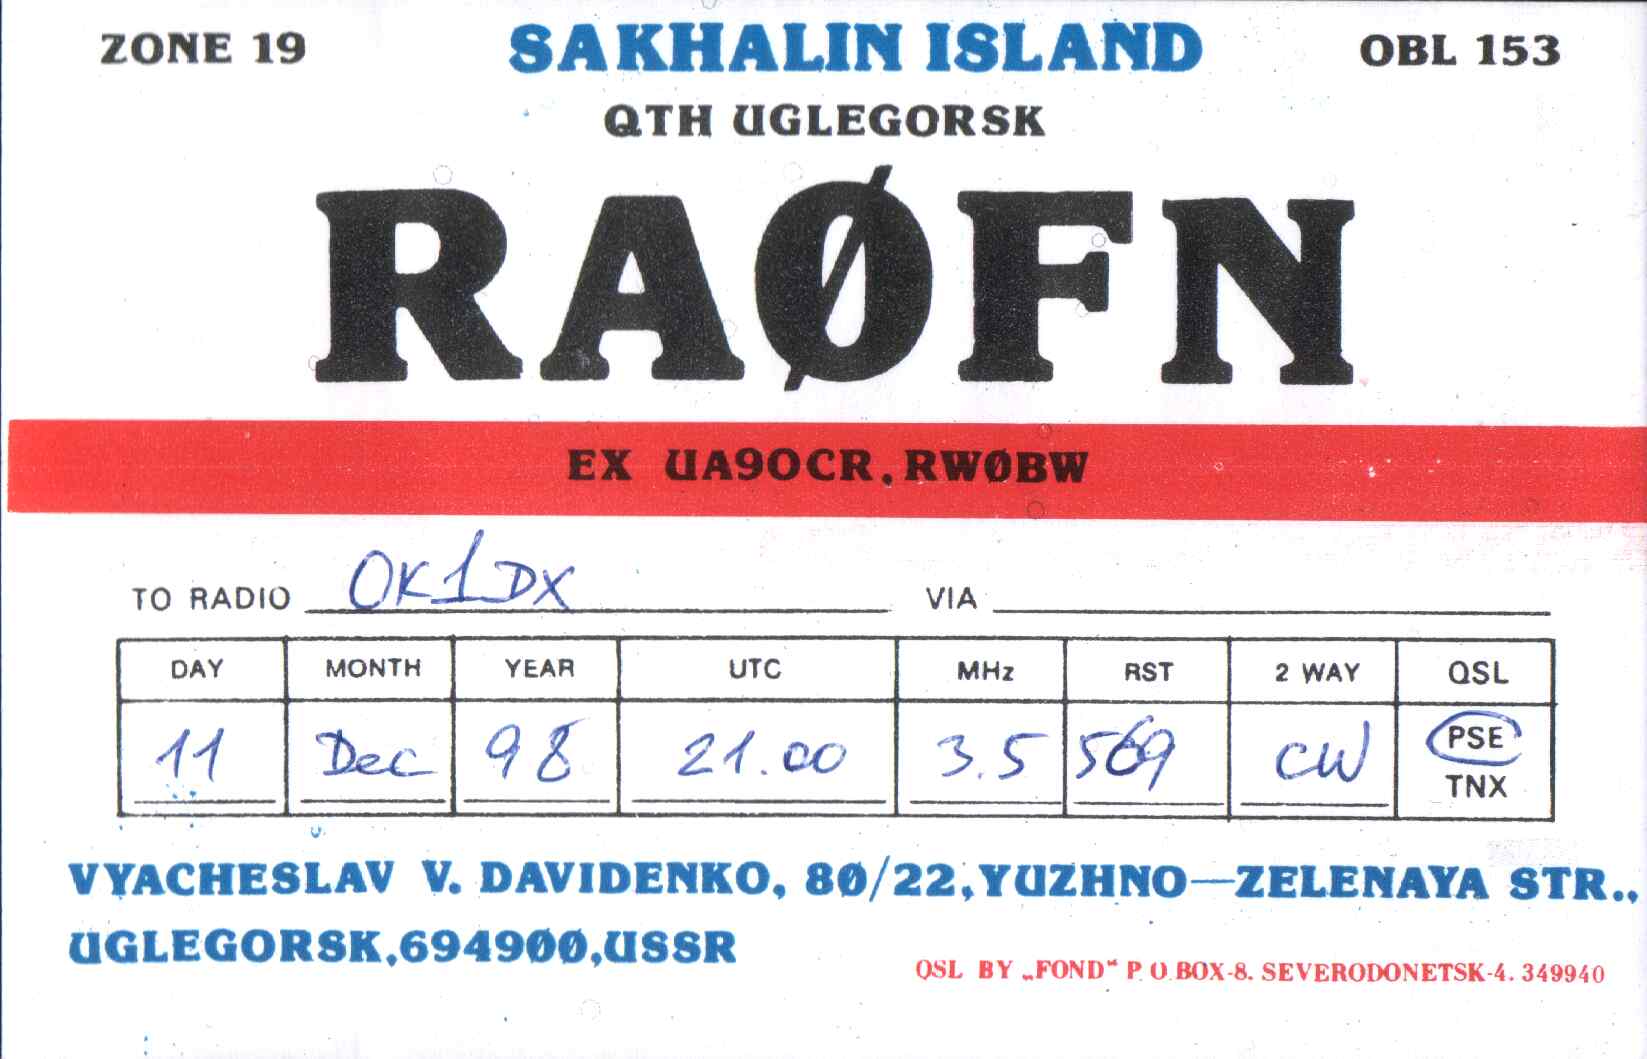 ZONE 19 SAKHALIN ISLAND OBL 153
QTH UGLEGORSK
RAØFN
EX UA9OCR, RWØBW
TO RADIO OK1DX VIA
DAY MONTH YEAR UTC MHz RST 2 WAY QSL
11 Dec 98 21.00 3.5 569 CW PSE
TNX
VYACHESLAV V. DAVIDENKO, 8Ø/22, YUZHNO—ZELENAYA STR.,
UGLEGORSK, 6949ØØ, USSR
QSL BY „FOND“ P.O.BOX-8. SEVERODONETSK-4. 349940